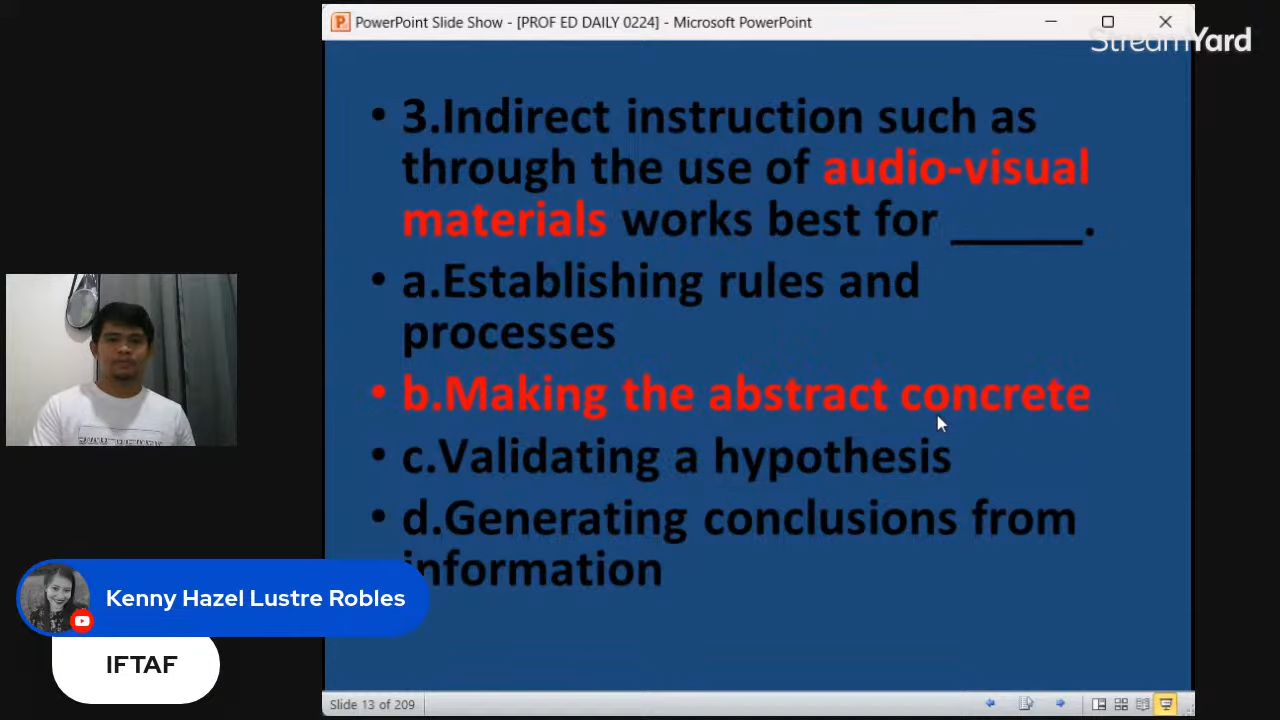 PowerPoint Slide Show - [PROF ED DAILY 0224] - Microsoft PowerPoint
StreamYard
• 3.Indirect instruction such as
through the use of audio-visual
materials works best for _____.
• a.Establishing rules and
processes
• b.Making the abstract concrete
• c.Validating a hypothesis
• d.Generating conclusions from
information
Kenny Hazel Lustre Robles
IFTAF
Slide 13 of 209